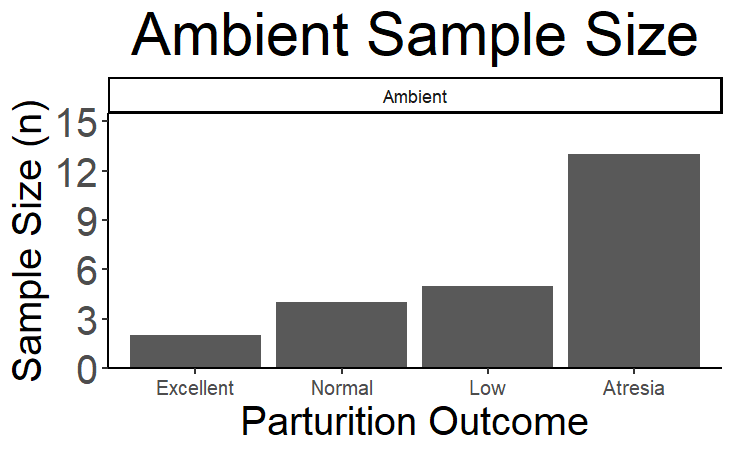 Ambient Sample Size
Ambient
Sample Size (n)
15
12
9
6
3
0
Excellent Normal Low Atresia
Parturition Outcome